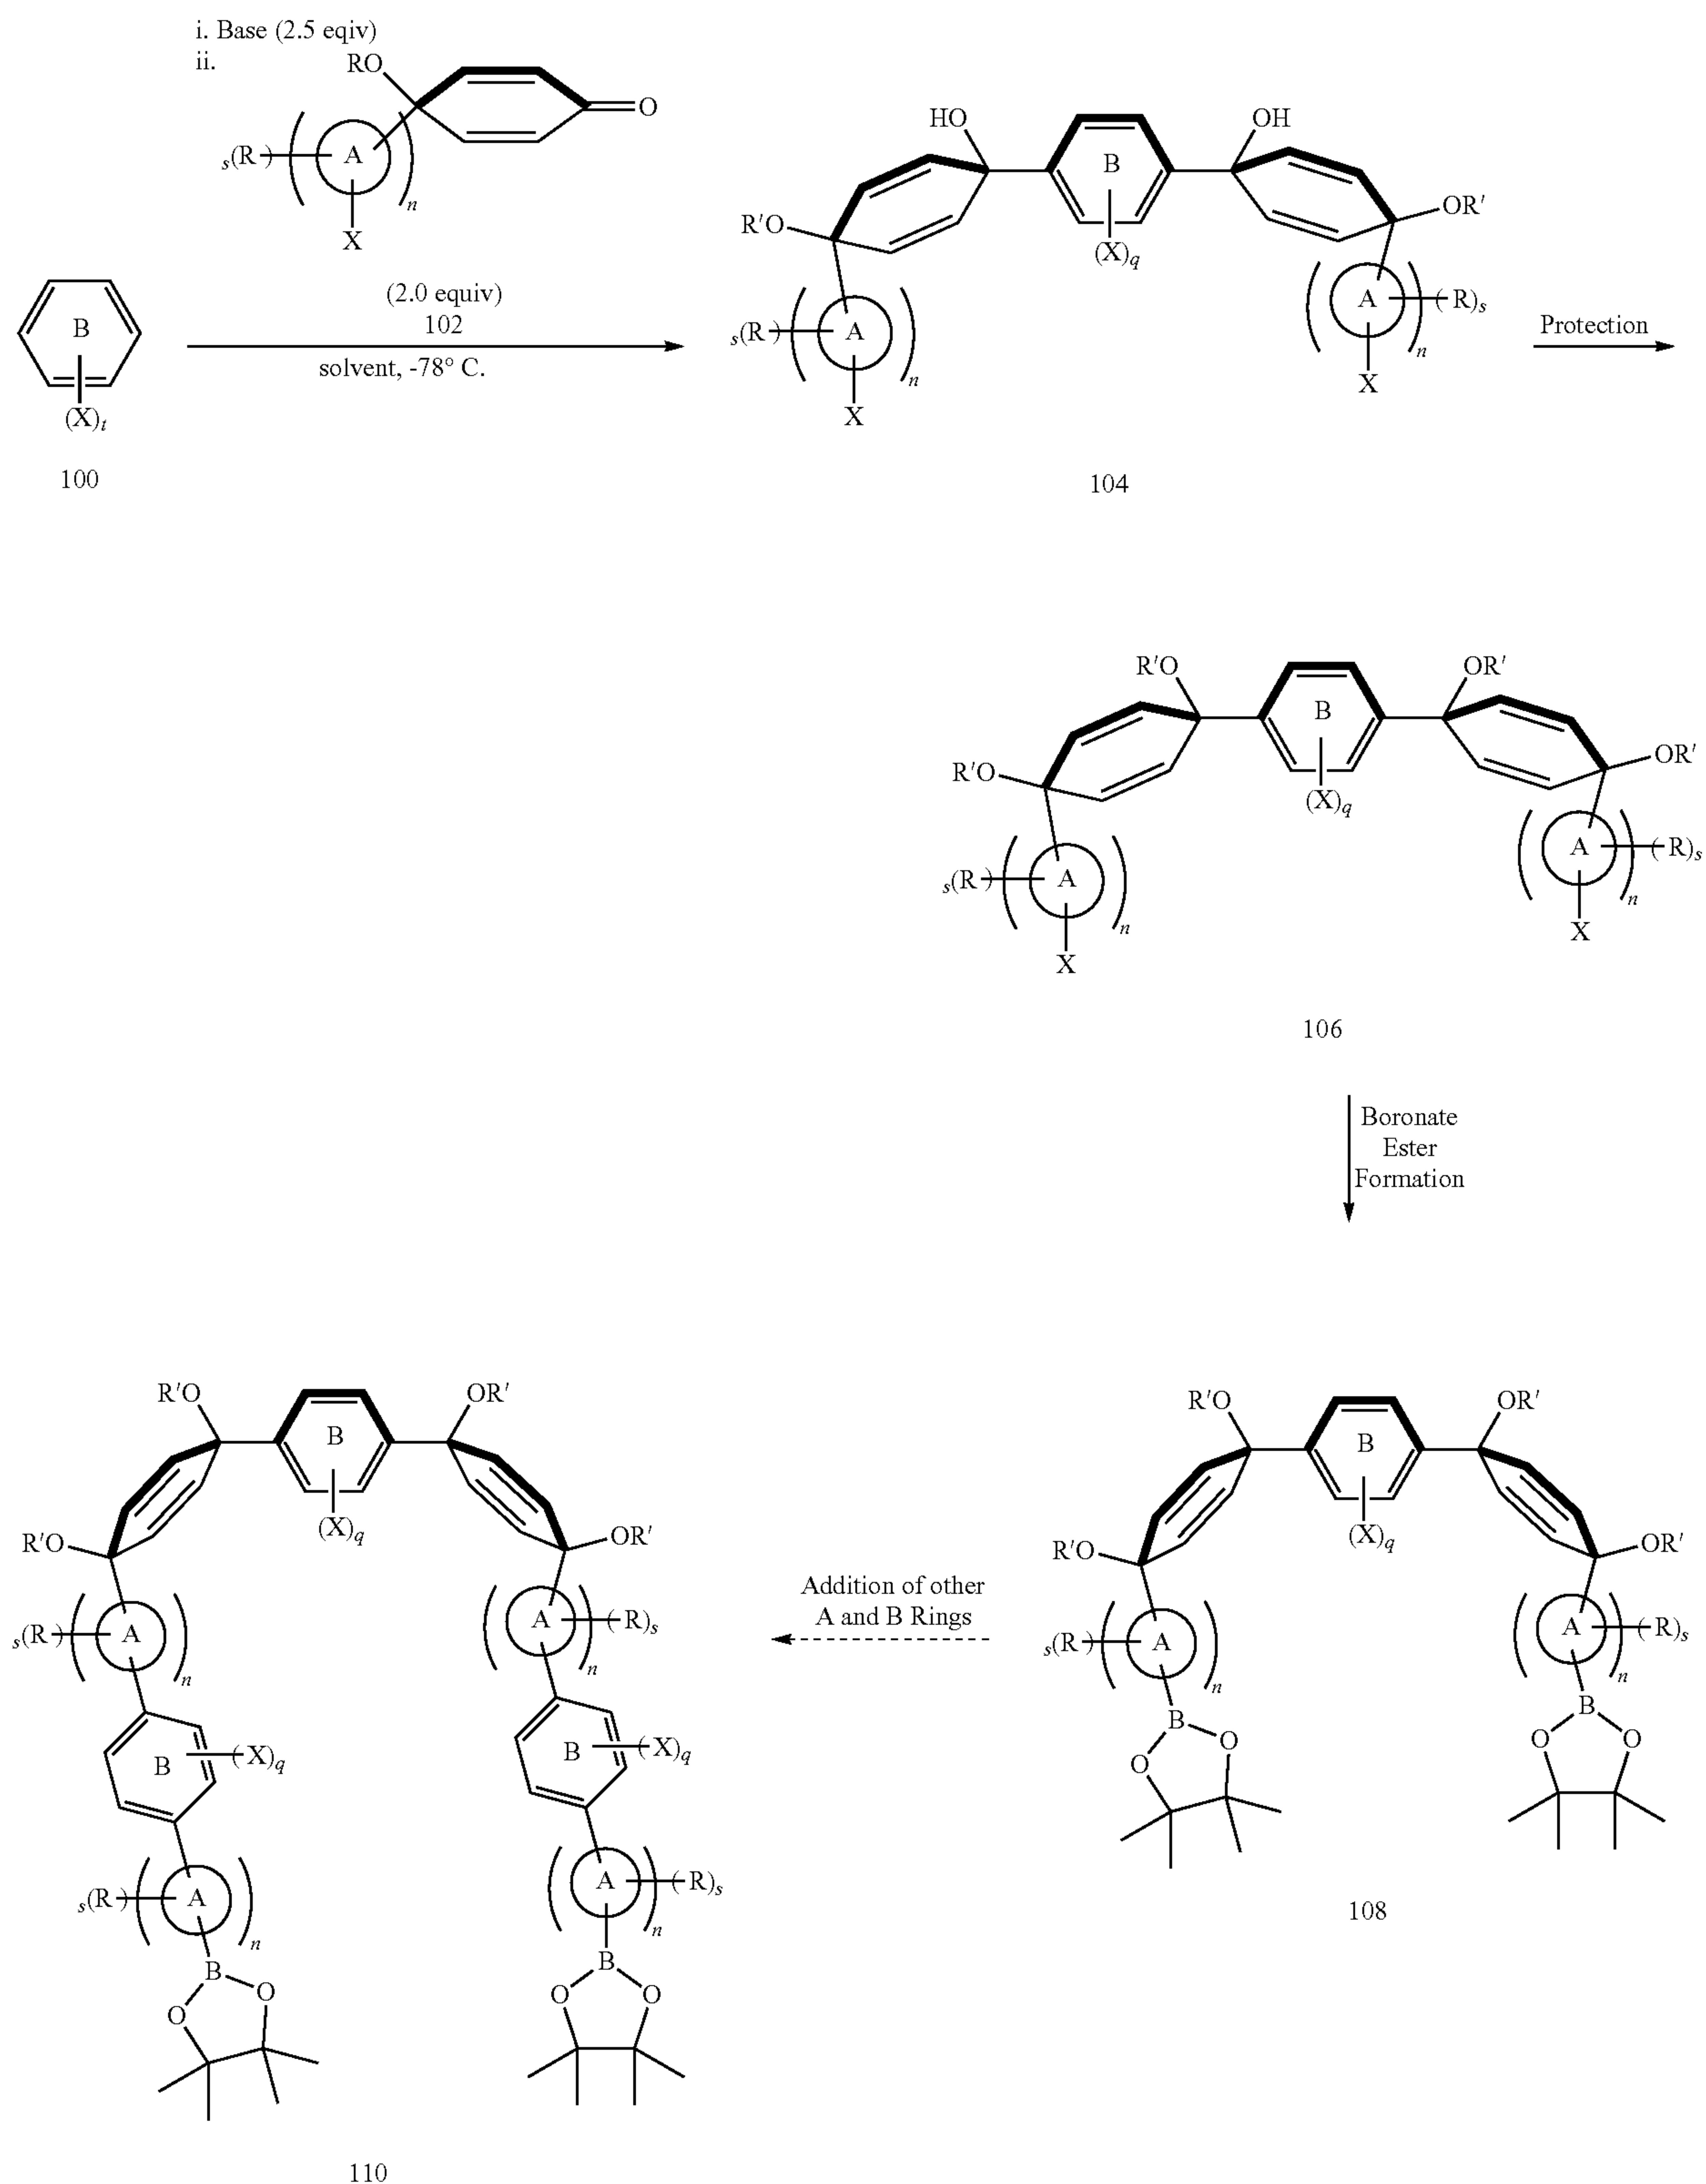 i. Base (2.5 eqiv)
ii.
RO
O
s(R
A
n
X
(2.0 equiv)
102
solvent, -78° C.
B
(X)t
100
HO
OH
B
R'O
OR'
(X)q
s(R
A
n
X
A
(R)s
n
X
104
Protection
R'O
OR'
B
R'O
OR'
(X)q
s(R
A
n
X
A
(R)s
n
X
106
Boronate
Ester
Formation
R'O
OR'
B
(X)q
R'O
OR'
s(R
A
n
A
(R)s
n
B
(X)q
B
(X)q
s(R
A
n
A
(R)s
n
B
O
O
B
O
O
110
Addition of other
A and B Rings
R'O
OR'
B
(X)q
R'O
OR'
s(R
A
n
A
(R)s
n
B
O
O
B
O
O
108